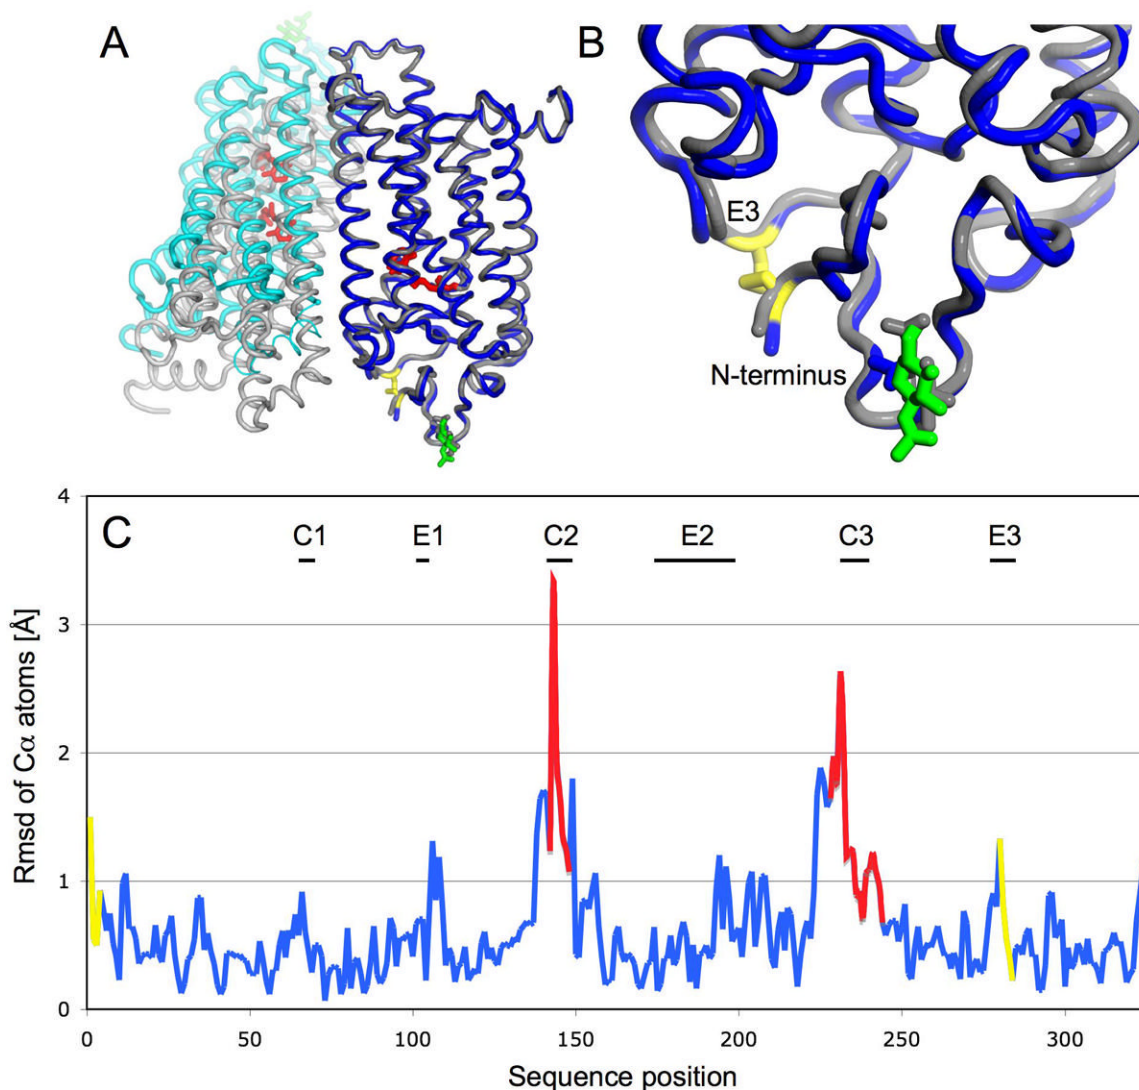 A
B
E3
N-terminus
C
C1
E1
C2
E2
C3
E3
4
3
2
1
0
Rmsd of Cα atoms [Å]
0
50
100
150
200
250
300
Sequence position